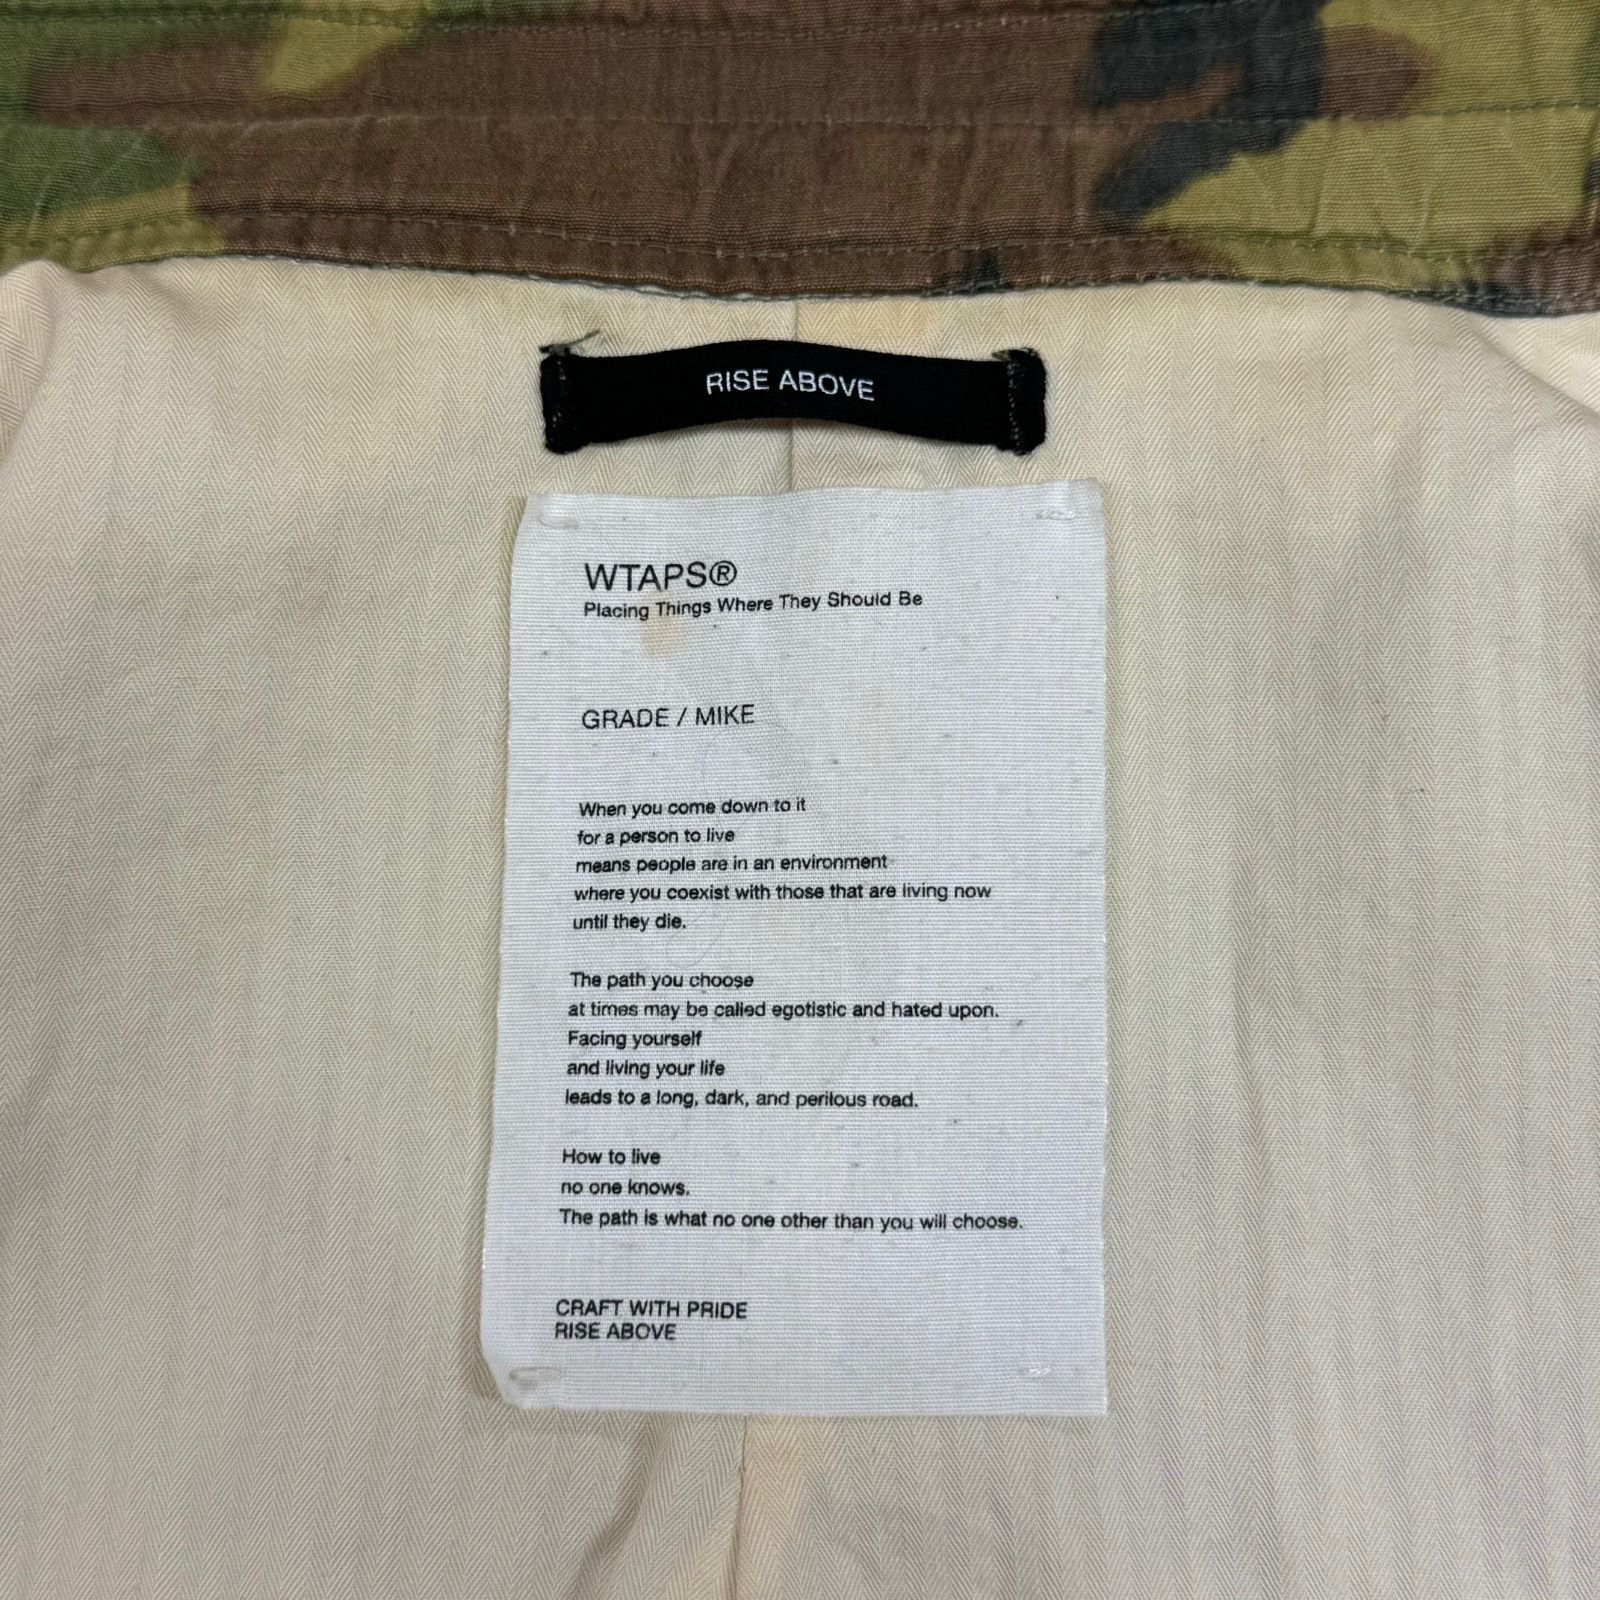 RISE ABOVE
WTAPS®
Placing Things Where They Should Be
GRADE / MIKE
When you come down to it
for a person to live
means people are in an environment
where you coexist with those that are living now
until they die.
The path you choose
at times may be called egotistic and hated upon.
Facing yourself
and living your life
leads to a long, dark, and perilous road.
How to live
no one knows.
The path is what no one other than you will choose.
CRAFT WITH PRIDE
RISE ABOVE